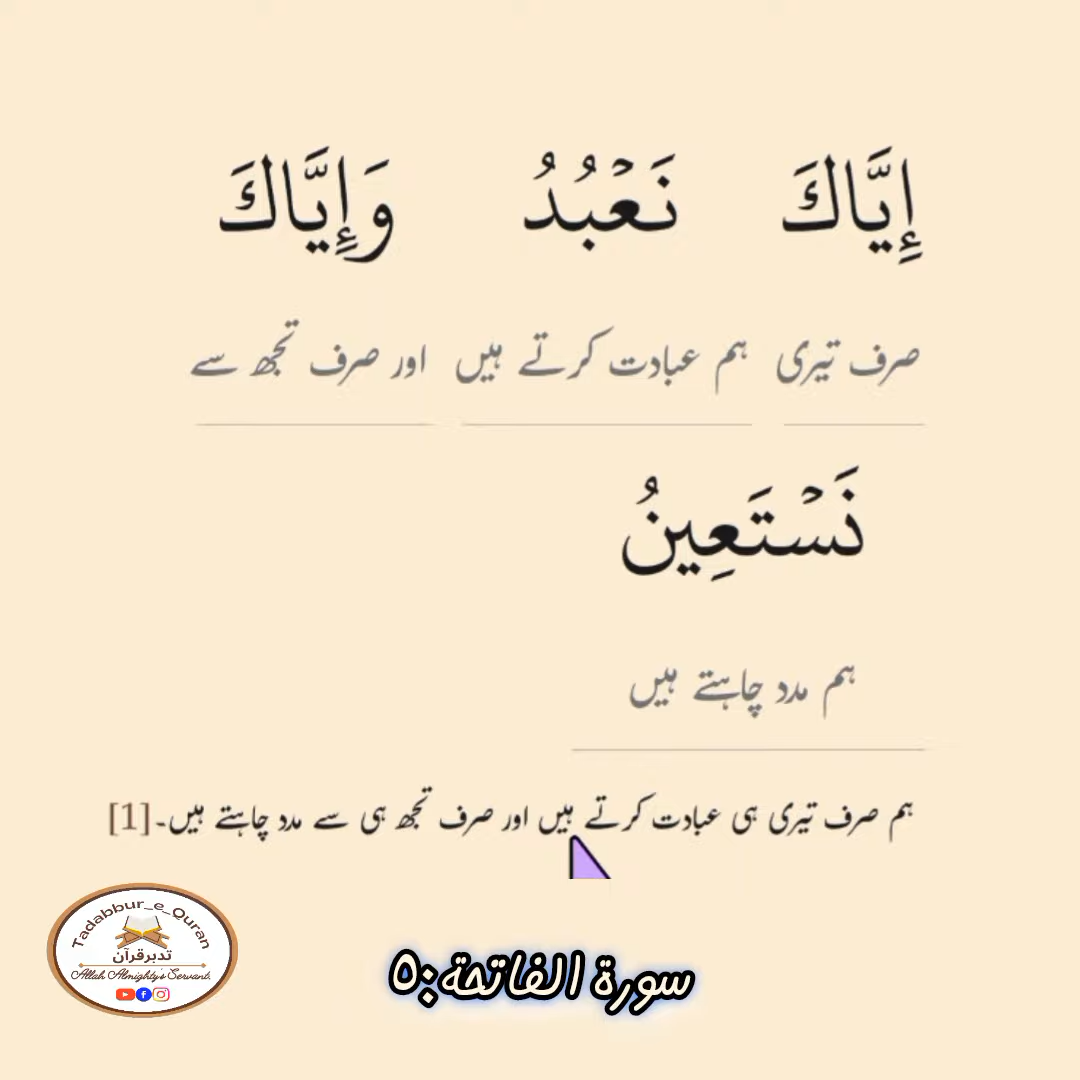 إِيَّاكَ نَعۡبُدُ وَإِيَّاكَ
صرف تیری ہم عبادت کرتے ہیں اور صرف تجھ سے
نَسۡتَعِينُ
ہم مدد چاہتے ہیں
ہم صرف تیری ہی عبادت کرتے ہیں اور صرف تجھ ہی سے مدد چاہتے ہیں۔[1]
Tadabbur_e_Quran
تدبرقرآن
Allah Almighty's Servant.
سورة الفاتحة:٥